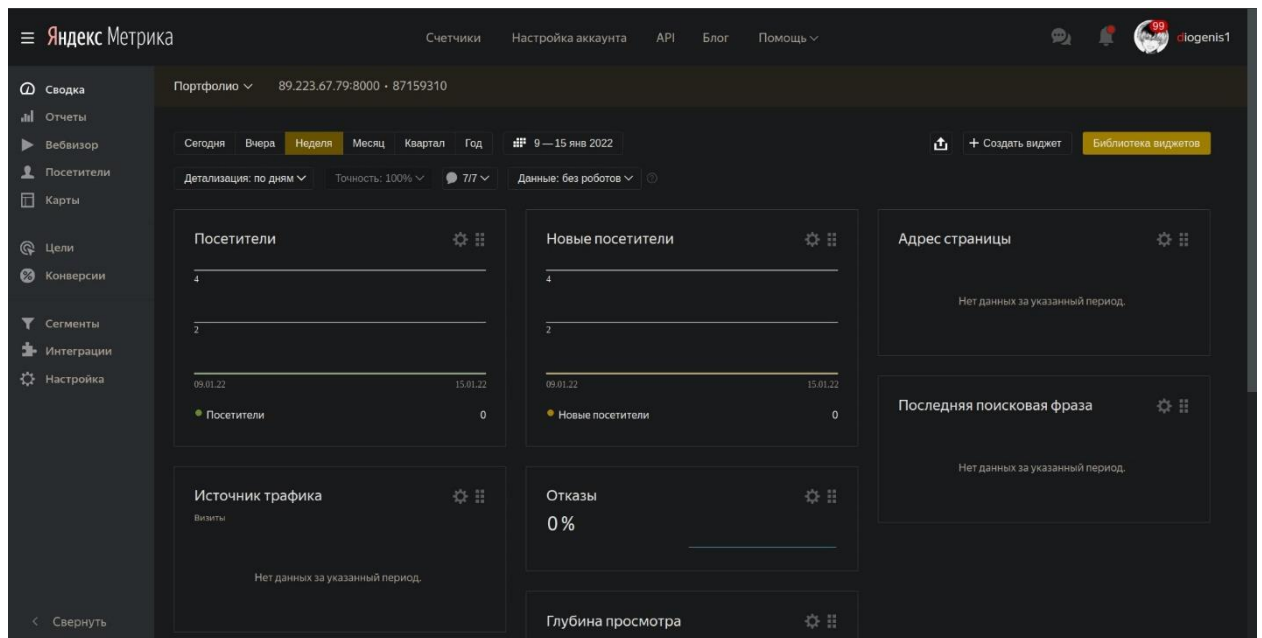 Яндекс Метрика
Счетчики Настройка аккаунта API Блог Помощь
99
diogenis1
Сводка
Отчеты
Вебвизор
Посетители
Карты
Цели
Конверсии
Сегменты
Интеграции
Настройка
Свернуть
Портфолио 89.223.67.79:8000 • 87159310
Сегодня Вчера Неделя Месяц Квартал Год 9 — 15 янв 2022
+ Создать виджет Библиотека виджетов
Детализация: по дням Точность: 100% 7/7 Данные: без роботов ?
Посетители
4
2
09.01.22 15.01.22
Посетители 0
Новые посетители
4
2
09.01.22 15.01.22
Новые посетители 0
Адрес страницы
Нет данных за указанный период.
Последняя поисковая фраза
Нет данных за указанный период.
Источник трафика
Визиты
Нет данных за указанный период.
Отказы
0 %
Глубина просмотра